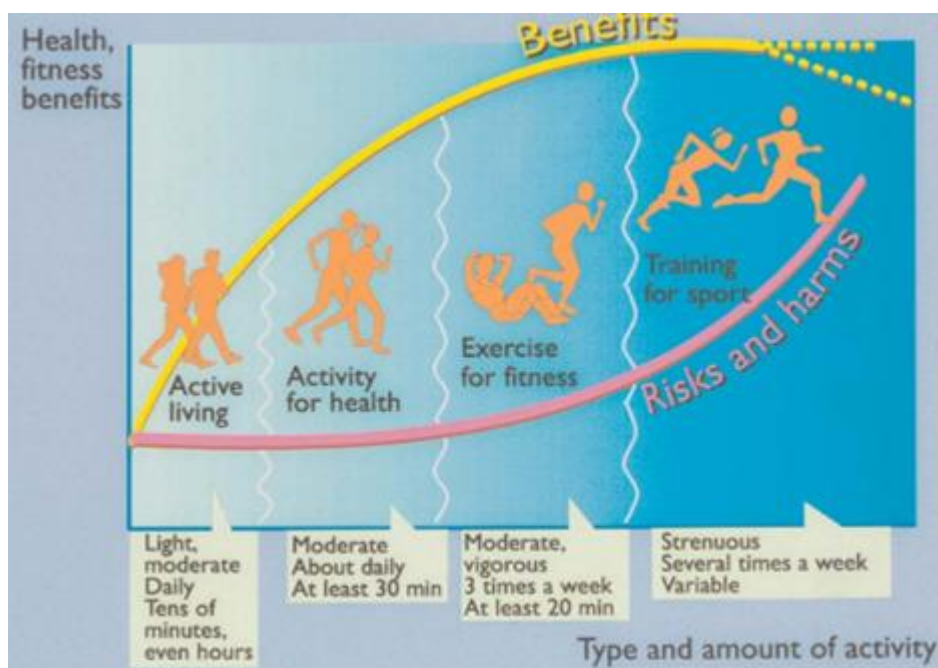 Health,
fitness
benefits
Benefits
Training
for sport
Exercise
for fitness
Activity
for health
Active
living
Risks and harms
Light,
moderate
Daily
Tens of
minutes,
even hours
Moderate
About daily
At least 30 min
Moderate,
vigorous
3 times a week
At least 20 min
Strenuous
Several times a week
Variable
Type and amount of activity